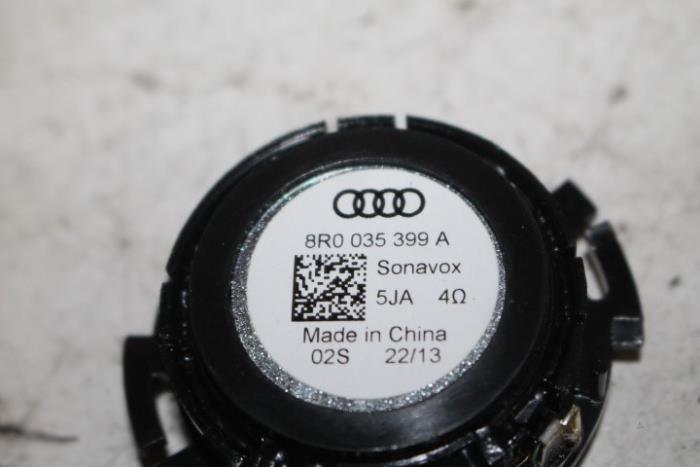 8R0 035 399 A
Sonavox
5JA 4Ω
Made in China
02S 22/13